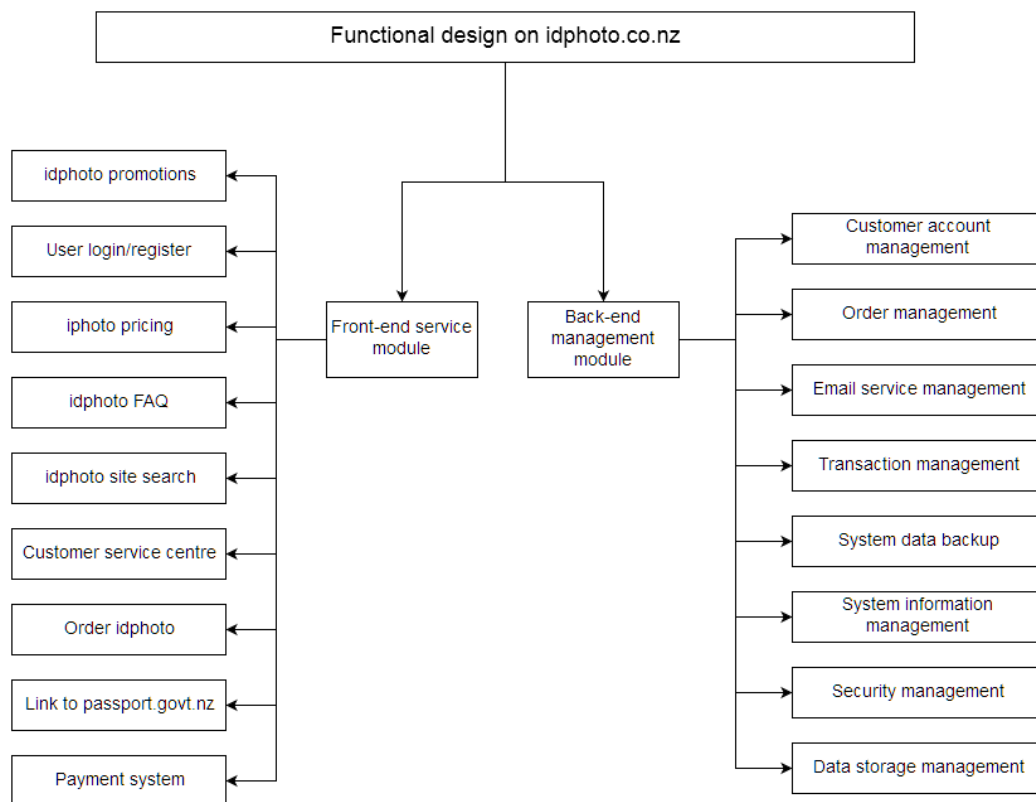 Functional design on idphoto.co.nz
idphoto promotions
User login/register
iphoto pricing
idphoto FAQ
idphoto site search
Customer service centre
Order idphoto
Link to passport.govt.nz
Payment system
Front-end service
module
Back-end
management
module
Customer account
management
Order management
Email service management
Transaction management
System data backup
System information
management
Security management
Data storage management